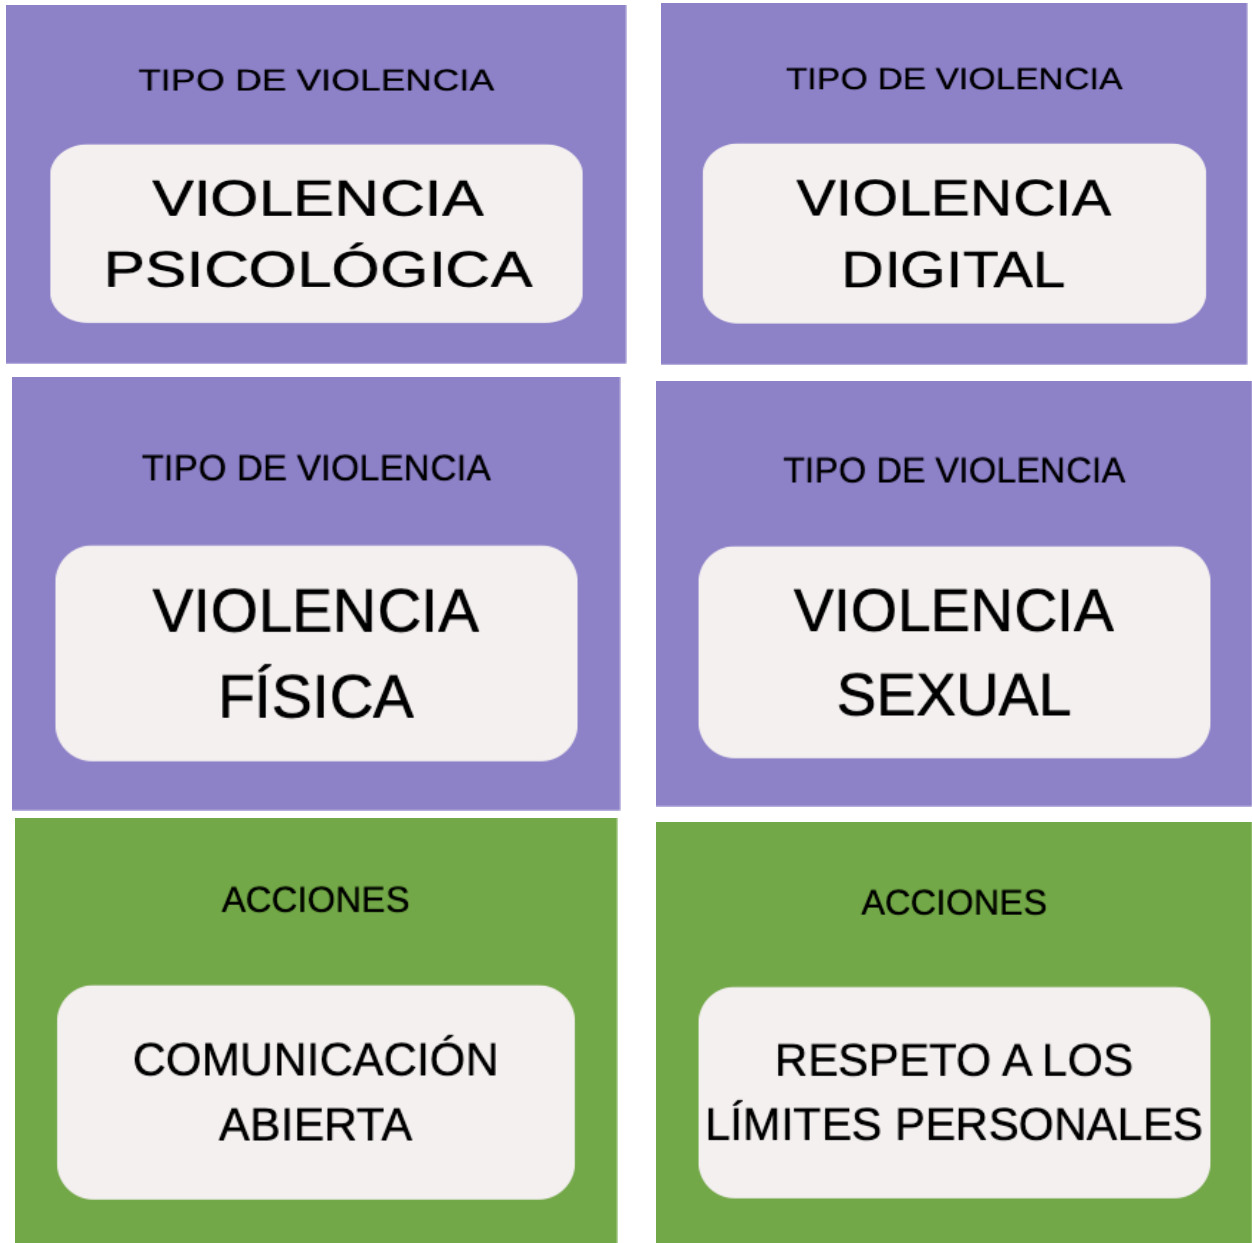 TIPO DE VIOLENCIA
VIOLENCIA
PSICOLÓGICA
TIPO DE VIOLENCIA
VIOLENCIA
DIGITAL
TIPO DE VIOLENCIA
VIOLENCIA
FÍSICA
TIPO DE VIOLENCIA
VIOLENCIA
SEXUAL
ACCIONES
COMUNICACIÓN
ABIERTA
ACCIONES
RESPETO A LOS
LÍMITES PERSONALES